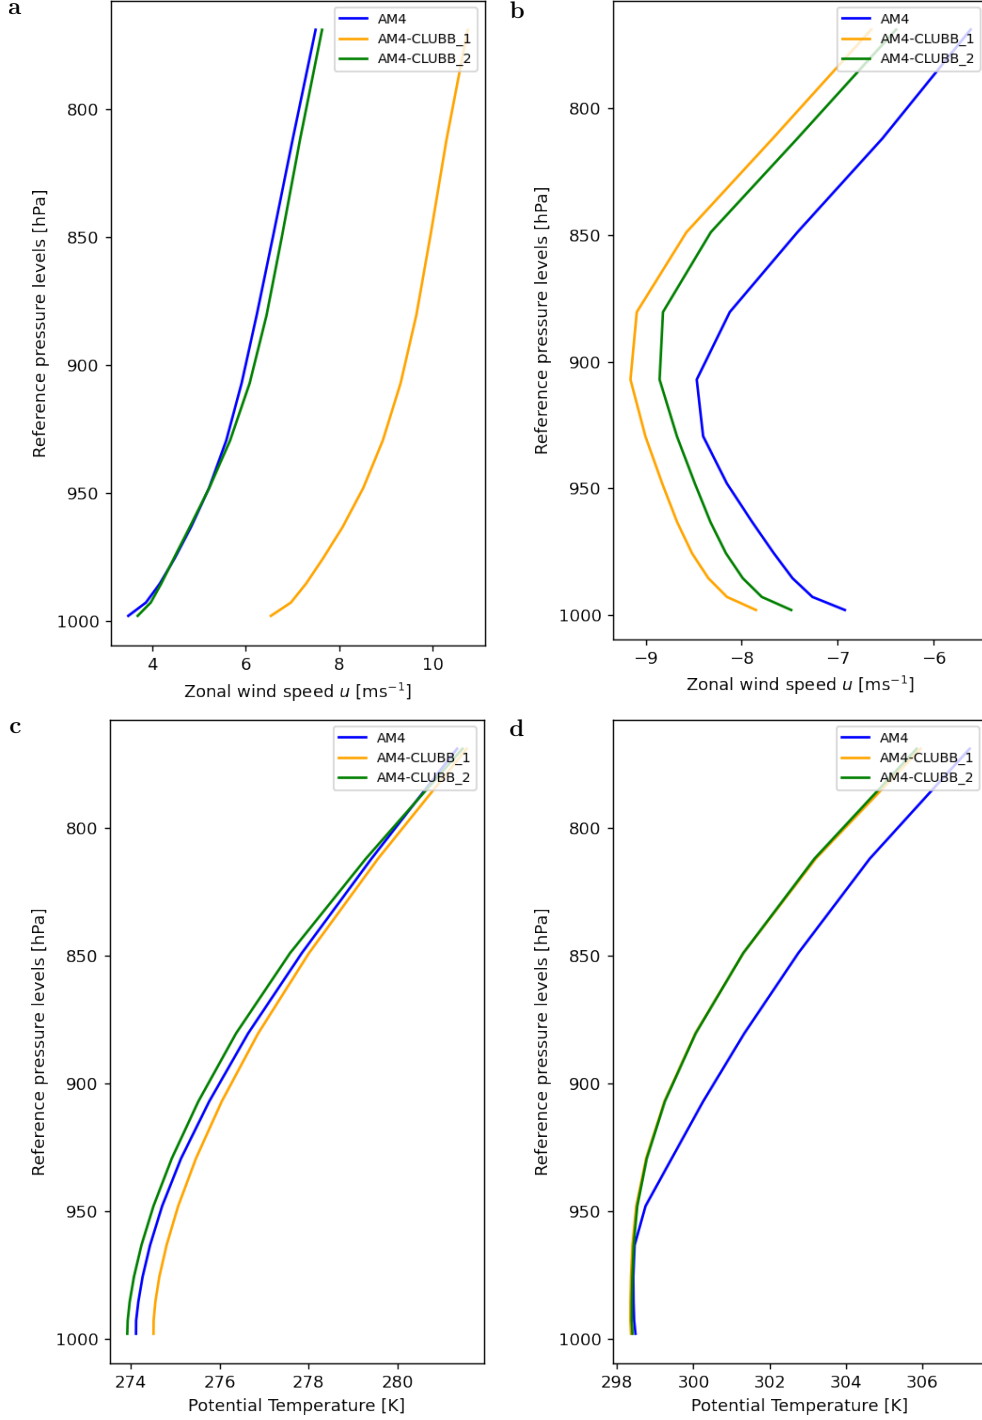 a
AM4
AM4-CLUBB_1
AM4-CLUBB_2
800
850
900
950
1000
Reference pressure levels [hPa]
4 6 8 10
Zonal wind speed u [ms⁻¹]
b
AM4
AM4-CLUBB_1
AM4-CLUBB_2
800
850
900
950
1000
Reference pressure levels [hPa]
−9 −8 −7 −6
Zonal wind speed u [ms⁻¹]
c
AM4
AM4-CLUBB_1
AM4-CLUBB_2
800
850
900
950
1000
Reference pressure levels [hPa]
274 276 278 280
Potential Temperature [K]
d
AM4
AM4-CLUBB_1
AM4-CLUBB_2
800
850
900
950
1000
Reference pressure levels [hPa]
298 300 302 304 306
Potential Temperature [K]